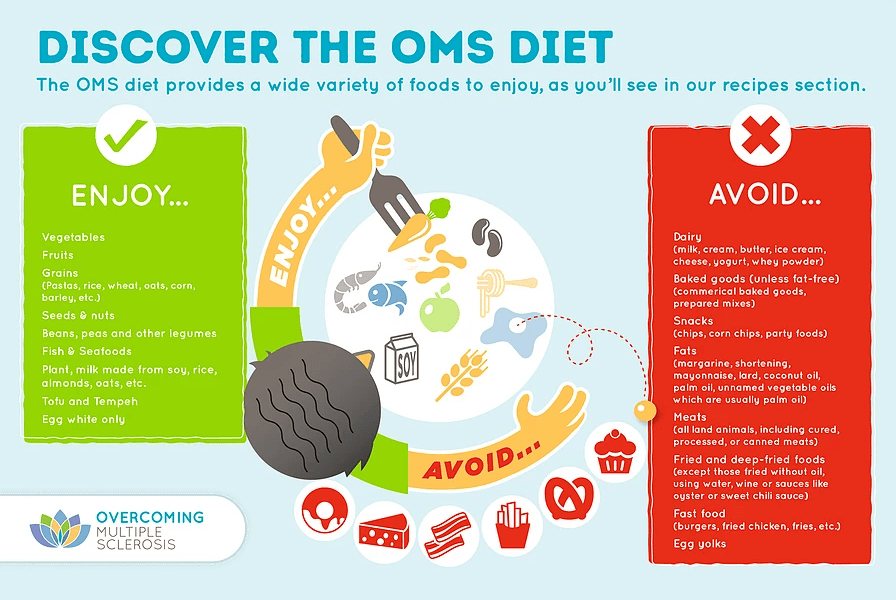 DISCOVER THE OMS DIET
The OMS diet provides a wide variety of foods to enjoy, as you'll see in our recipes section.
ENJOY...
Vegetables
Fruits
Grains
(Pastas, rice, wheat, oats, corn,
barley, etc.)
Seeds & nuts
Beans, peas and other legumes
Fish & Seafoods
Plant, milk made from soy, rice,
almonds, oats, etc.
Tofu and Tempeh
Egg white only
ENJOY...
SOY
AVOID...
AVOID...
Dairy
(milk, cream, butter, ice cream,
cheese, yogurt, whey powder)
Baked goods (unless fat-free)
(commerical baked goods,
prepared mixes)
Snacks
(chips, corn chips, party foods)
Fats
(margarine, shortening,
mayonnaise, lard, coconut oil,
palm oil, unnamed vegetable oils
which are usually palm oil)
Meats
(all land animals, including cured,
processed, or canned meats)
Fried and deep-fried foods
(except those fried without oil,
using water, wine or sauces like
oyster or sweet chili sauce)
Fast food
(burgers, fried chicken, fries, etc.)
Egg yolks
OVERCOMING
MULTIPLE
SCLEROSIS